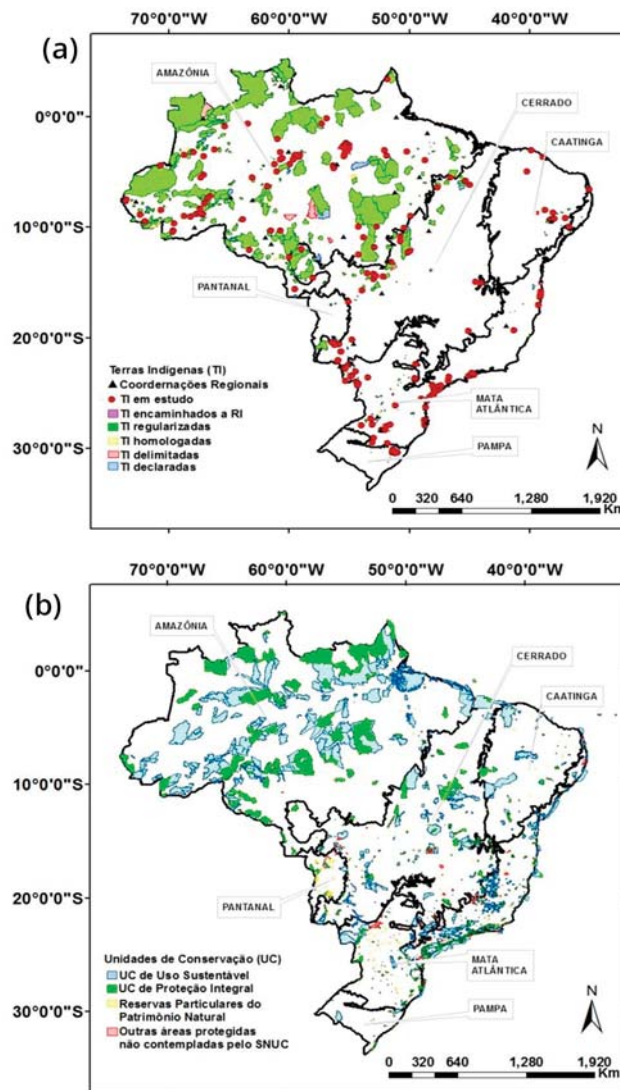 (a)
70°0'0"W 60°0'0"W 50°0'0"W 40°0'0"W
AMAZÔNIA
CERRADO
CAATINGA
0°0'0"
10°0'0"S
PANTANAL
20°0'0"S
Terras Indígenas (TI)
Coordernações Regionais
TI em estudo
TI encaminhados a RI
TI regularizadas
TI homologadas
TI delimitadas
TI declaradas
MATA
ATLÂNTICA
PAMPA
30°0'0"S
N
0 320 640 1,280 1,920
Km
(b)
70°0'0"W 60°0'0"W 50°0'0"W 40°0'0"W
AMAZÔNIA
CERRADO
CAATINGA
0°0'0"
10°0'0"S
PANTANAL
20°0'0"S
Unidades de Conservação (UC)
UC de Uso Sustentável
UC de Proteção Integral
Reservas Particulares do
Patrimônio Natural
Outras áreas protegidas
não contempladas pelo SNUC
MATA
ATLÂNTICA
PAMPA
30°0'0"S
N
0 320 640 1,280 1,920
Km